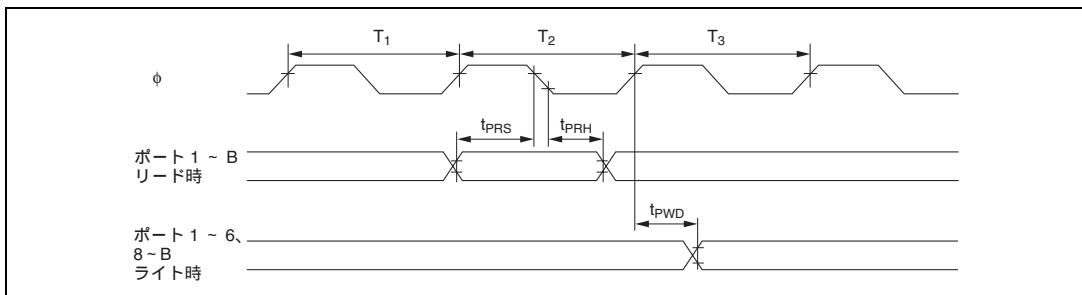 T1 T2 T3
φ
tPRS tPRH
ポート 1 ~ B
リード時
tPWD
ポート 1 ~ 6、
8~B
ライト時